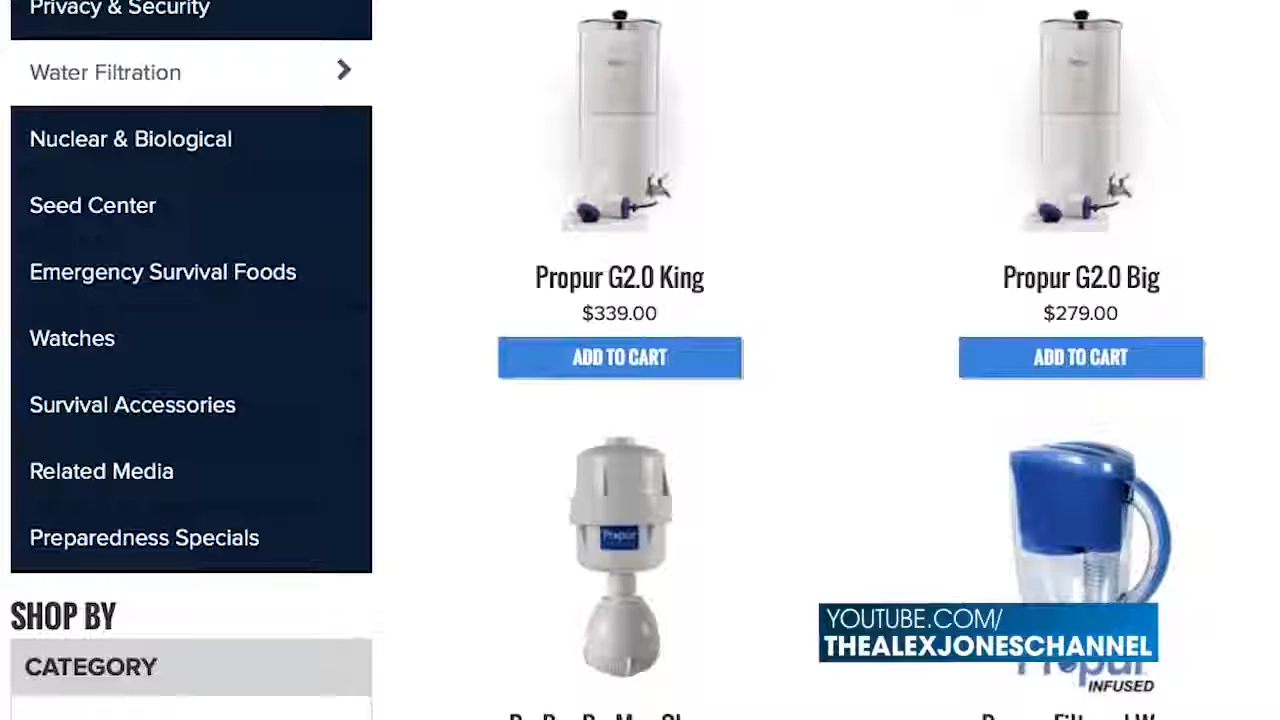 Privacy & Security
Water Filtration
Nuclear & Biological
Seed Center
Emergency Survival Foods
Watches
Survival Accessories
Related Media
Preparedness Specials
SHOP BY
CATEGORY
Propur G2.0 King
$339.00
ADD TO CART
Propur G2.0 Big
$279.00
ADD TO CART
Propur
YOUTUBE.COM/
THEALEXJONESCHANNEL
Propur
INFUSED